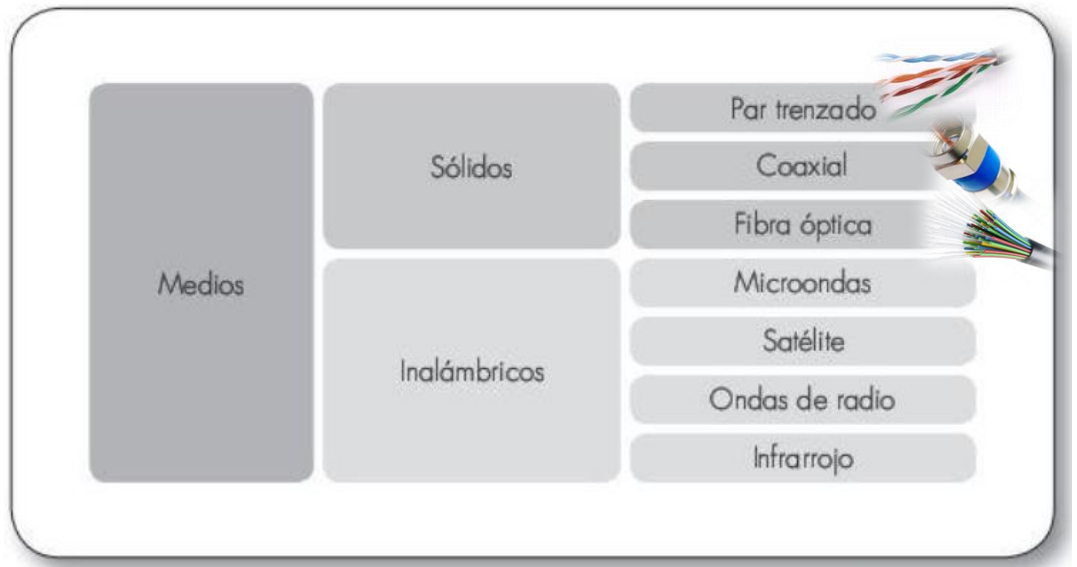 Medios
Sólidos
Par trenzado
Coaxial
Fibra óptica
Inalámbricos
Microondas
Satélite
Ondas de radio
Infrarrojo